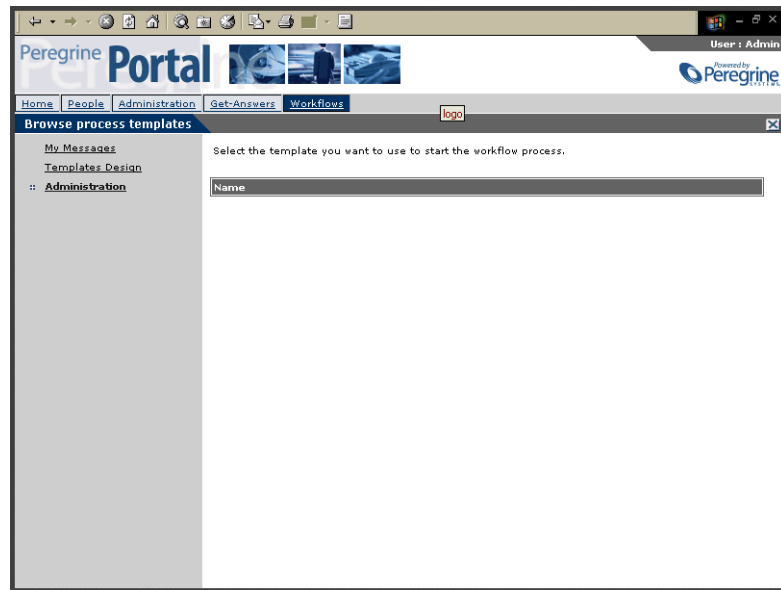 User : Admin
Peregrine Portal
Powered by
Peregrine
SYSTEMS
Home People Administration Get-Answers Workflows
logo
Browse process templates
My Messages
Templates Design
Administration
Select the template you want to use to start the workflow process.
Name